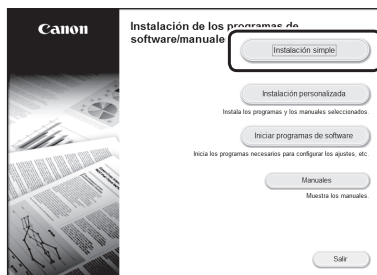 Canon
Instalación de los programas de
software/manuale
Instalación simple
Instalación personalizada
Instala los programas y los manuales seleccionados.
Iniciar programas de software
Inicia los programas necesarios para configurar los ajustes, etc.
Manuales
Muestra los manuales.
Salir